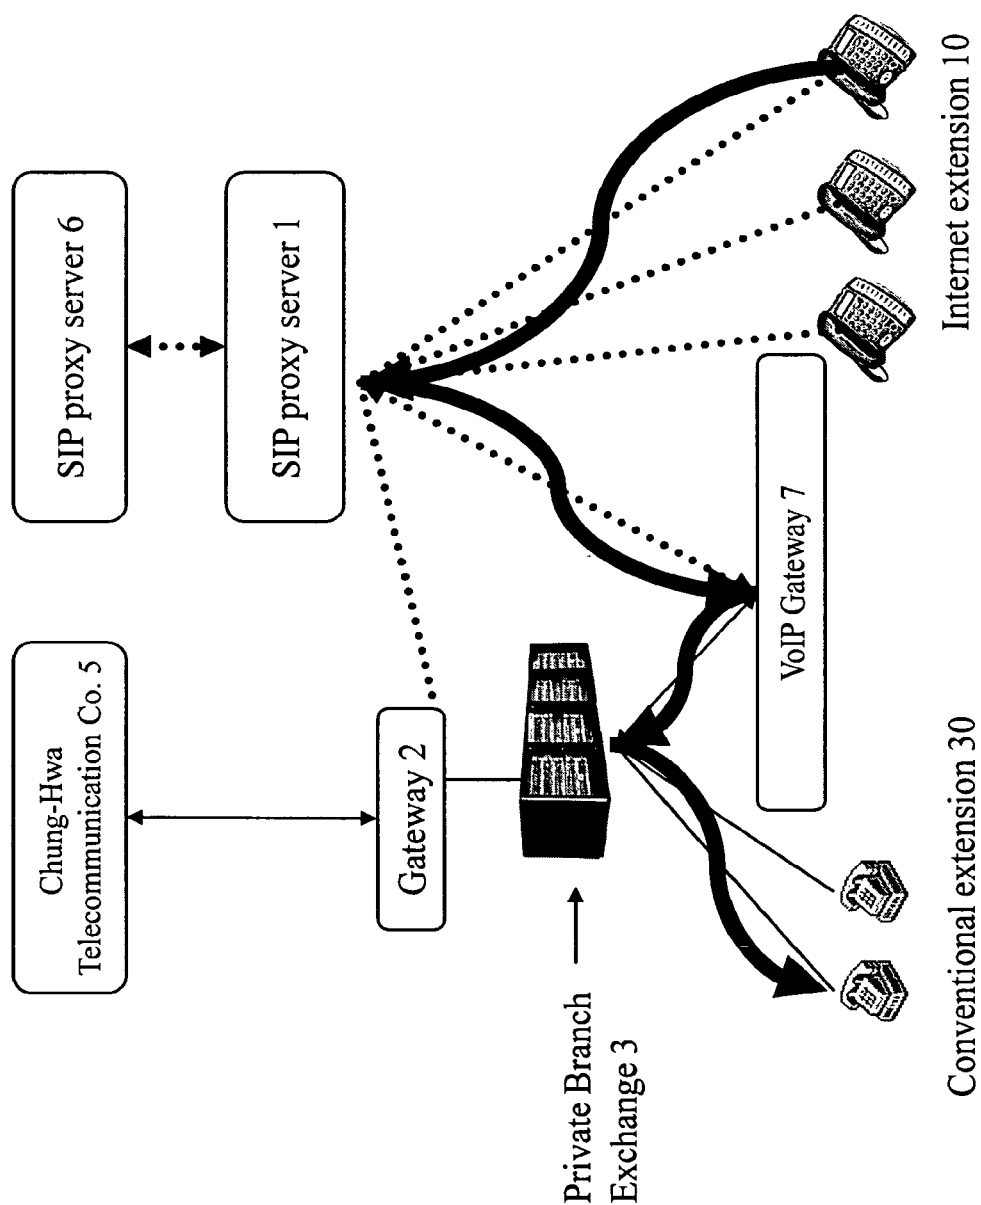 Chung-Hwa
Telecommunication Co. 5
SIP proxy server 6
SIP proxy server 1
Gateway 2
Private Branch
Exchange 3
VoIP Gateway 7
Conventional extension 30
Internet extension 10